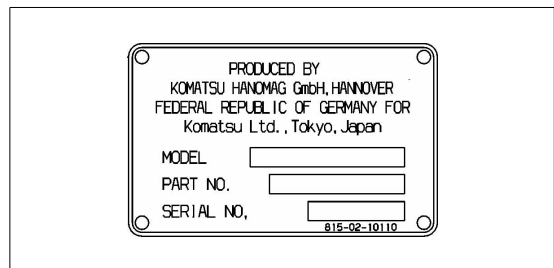 PRODUCED BY
KOMATSU HANOMAG GmbH, HANNOVER
FEDERAL REPUBLIC OF GERMANY FOR
Komatsu Ltd., Tokyo, Japan
MODEL
PART NO.
SERIAL NO,
815-02-10110